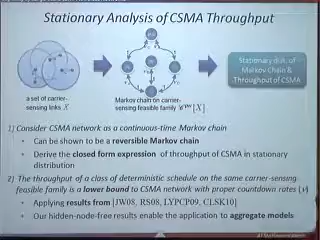 Stationary Analysis of CSMA Throughput
a set of carrier-
sensing links X
Markov chain on carrier-
sensing feasible family
Stationary dist. of
Markov Chain &
Throughput of CSMA
1) Consider CSMA network as a continuous-time Markov chain
• Can be shown to be a reversible Markov chain
• Derive the closed form expression of throughput of CSMA in stationary
distribution
2) The throughput of a class of deterministic schedule on the same carrier-sensing
feasible family is a lower bound to CSMA network with proper countdown rates (ν)
• Applying results from [JW08, RS08, LYPCP09, CLSK10]
• Our hidden-node-free results enable the application to aggregate models